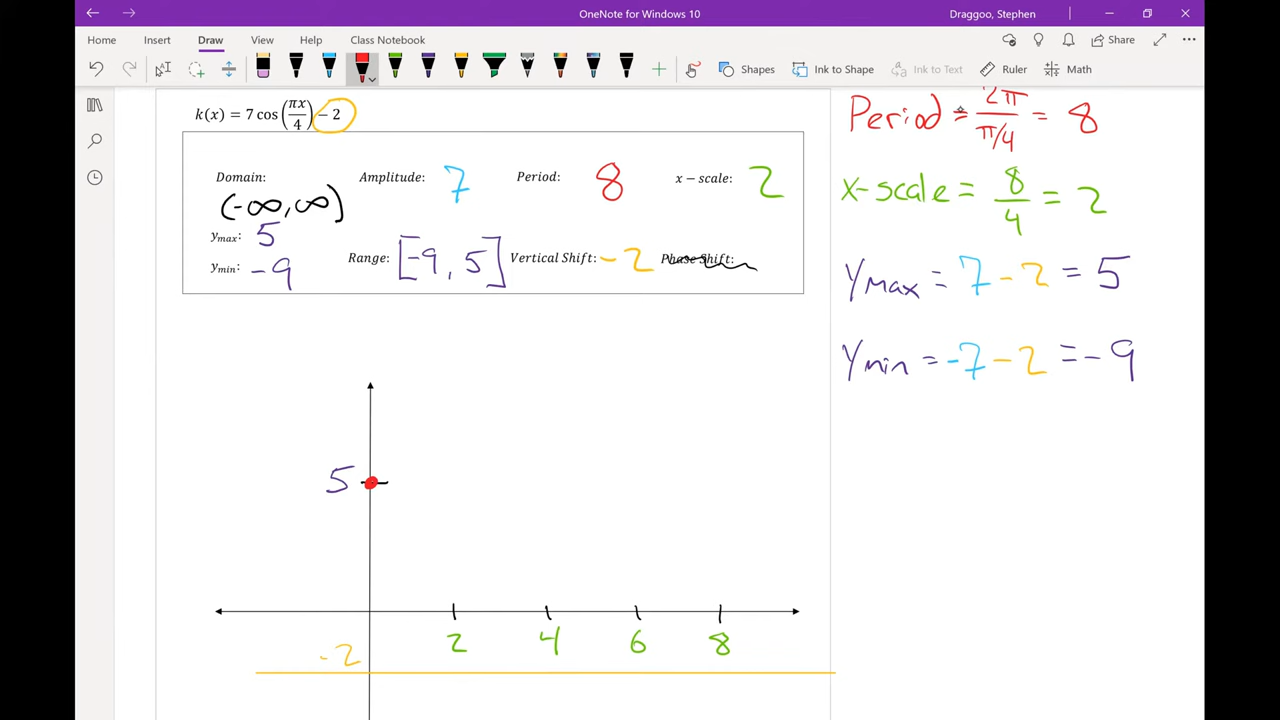 OneNote for Windows 10
Draggoo, Stephen
Home Insert Draw View Help Class Notebook
Share
Shapes Ink to Shape Ink to Text Ruler Math
k(x) = 7 cos(πx/4) − 2
Domain: (-∞, ∞) Amplitude: 7 Period: 8 x − scale: 2
ymax: 5
ymin: -9 Range: [-9, 5] Vertical Shift: -2 Phase Shift:
Period = 2π / π/4 = 8
x-scale = 8/4 = 2
ymax = 7 - 2 = 5
ymin = -7 - 2 = -9
5
2 4 6 8
-2